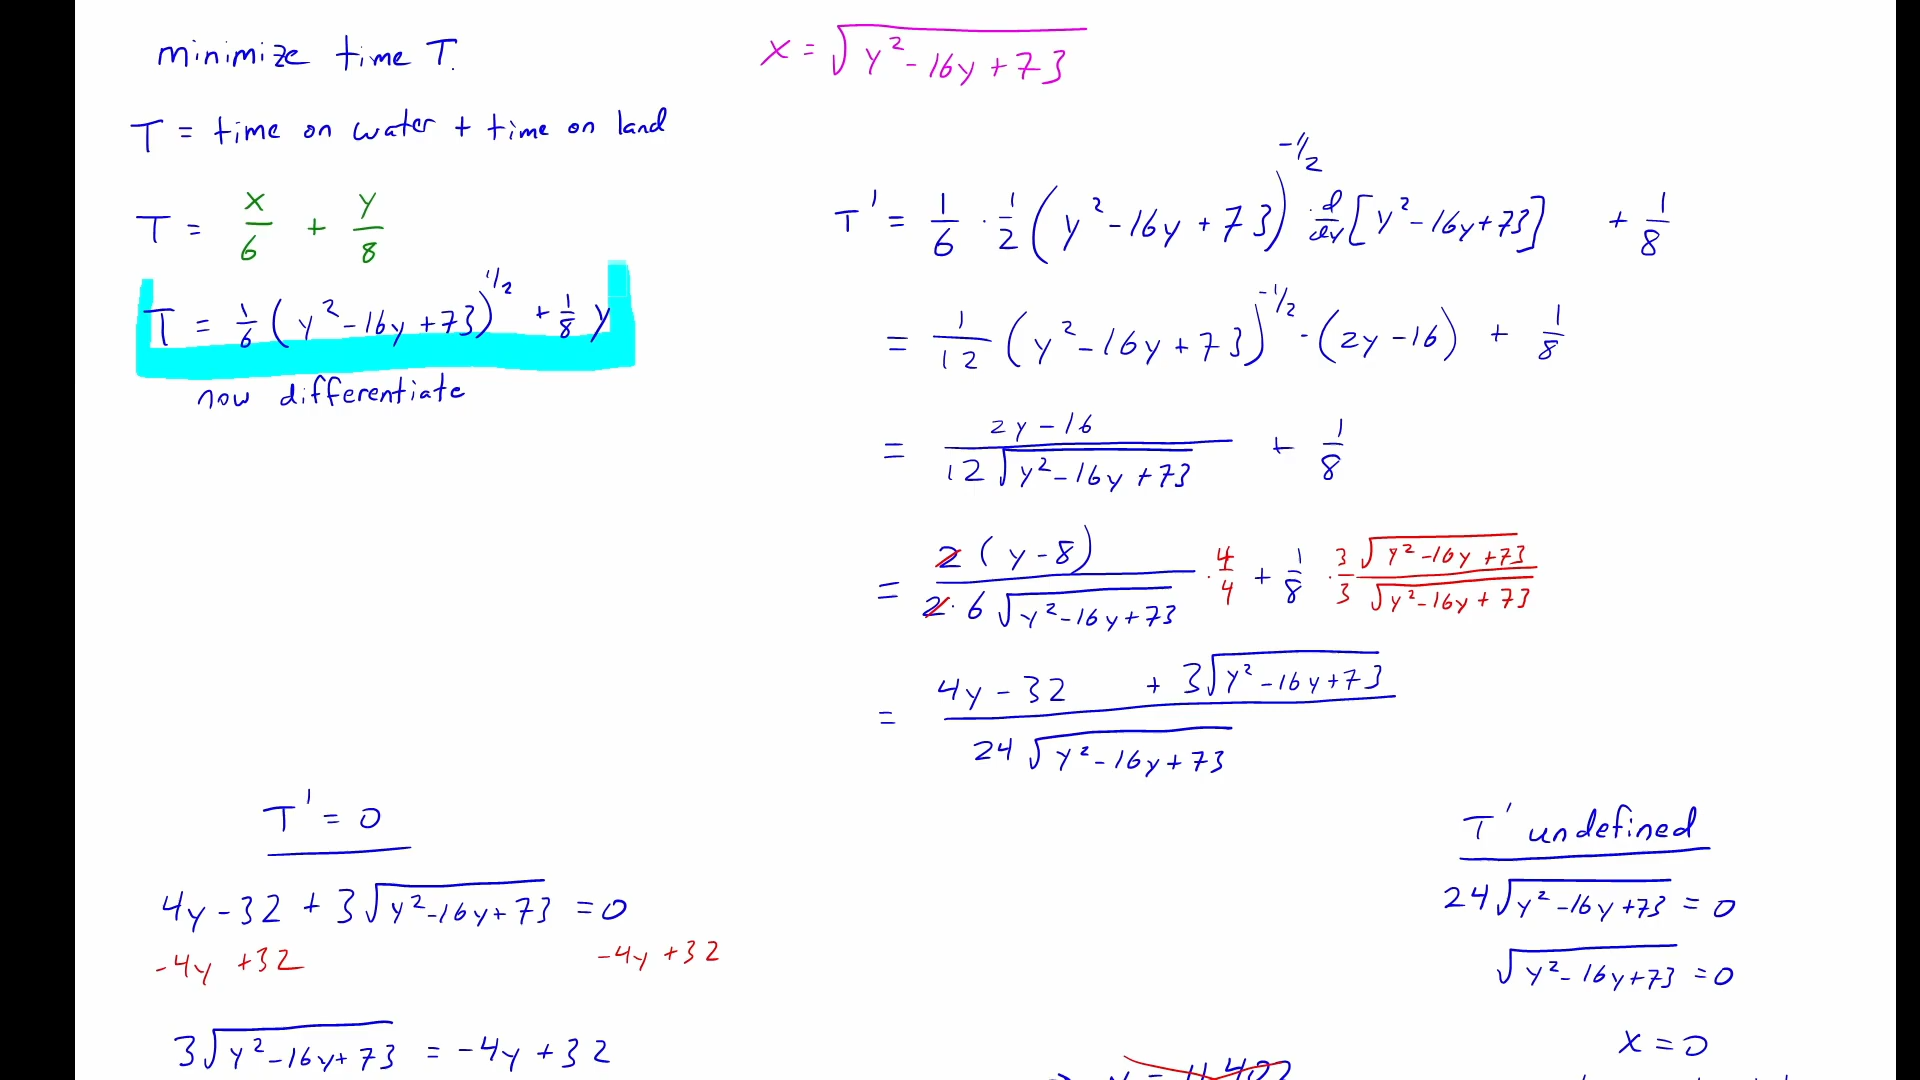 minimize time T.
x = √(y² - 16y + 73)
T = time on water + time on land
T = x/6 + y/8
T = 1/6 (y² - 16y + 73)^(1/2) + 1/8 y
now differentiate
T' = 1/6 · 1/2 (y² - 16y + 73)^(-1/2) · d/dy [y² - 16y + 73] + 1/8
= 1/12 (y² - 16y + 73)^(-1/2) · (2y - 16) + 1/8
= (2y - 16)/(12√(y² - 16y + 73)) + 1/8
= 2(y - 8)/(2·6√(y² - 16y + 73)) · 4/4 + 1/8 · 3/3 √(y² - 16y + 73)/√(y² - 16y + 73)
= (4y - 32 + 3√(y² - 16y + 73))/(24√(y² - 16y + 73))
T' = 0
4y - 32 + 3√(y² - 16y + 73) = 0
-4y + 32 -4y + 32
3√(y² - 16y + 73) = -4y + 32
T' undefined
24√(y² - 16y + 73) = 0
√(y² - 16y + 73) = 0
x = 0